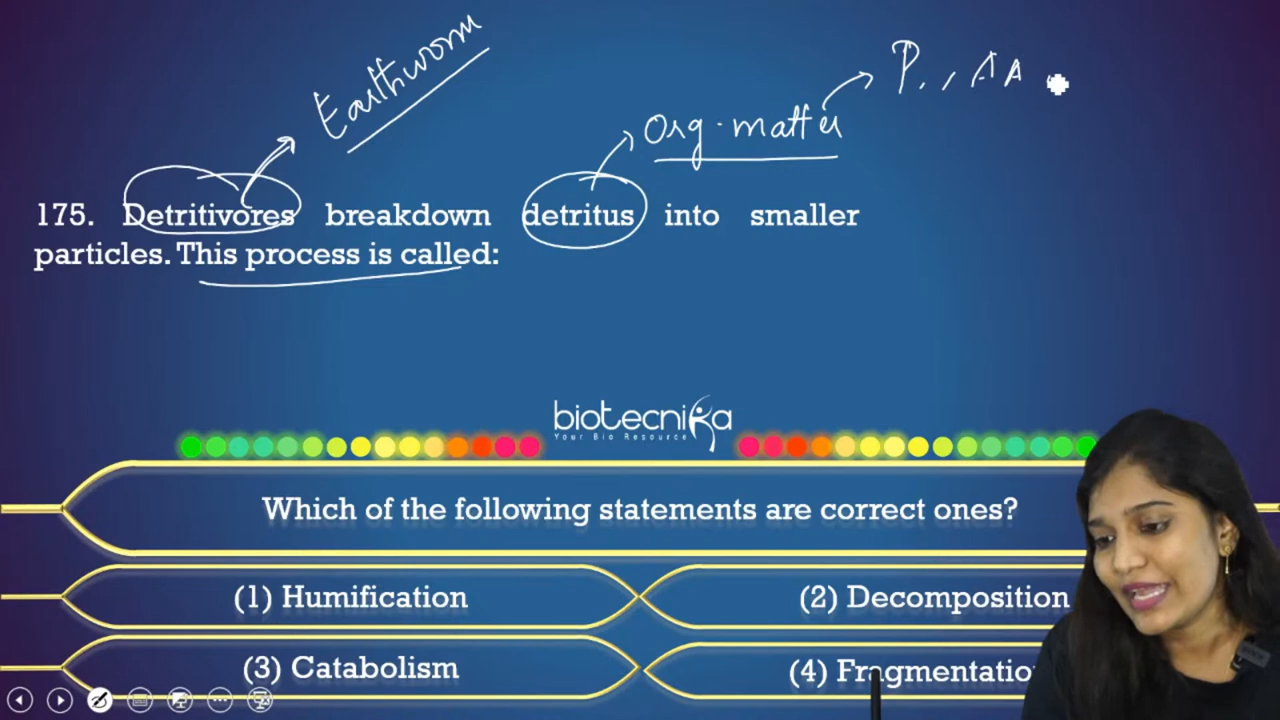 Earthworm
P., AA
Org. matter
175. Detritivores breakdown detritus into smaller
particles. This process is called:
biotecnika
Your Bio Resource
Which of the following statements are correct ones?
(1) Humification
(2) Decomposition
(3) Catabolism
(4) Fragmentatio